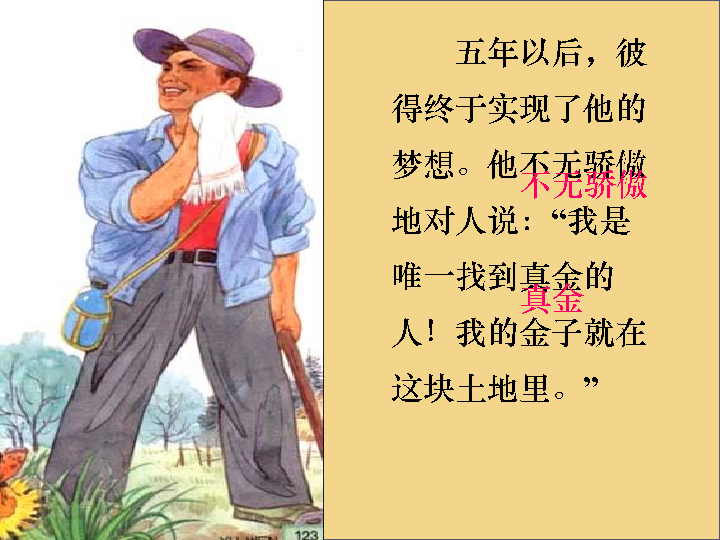 五年以后，彼
得终于实现了他的
梦想。他不无骄傲
不无骄傲
地对人说：“我是
唯一找到真金的
真金
人！我的金子就在
这块土地里。”
123